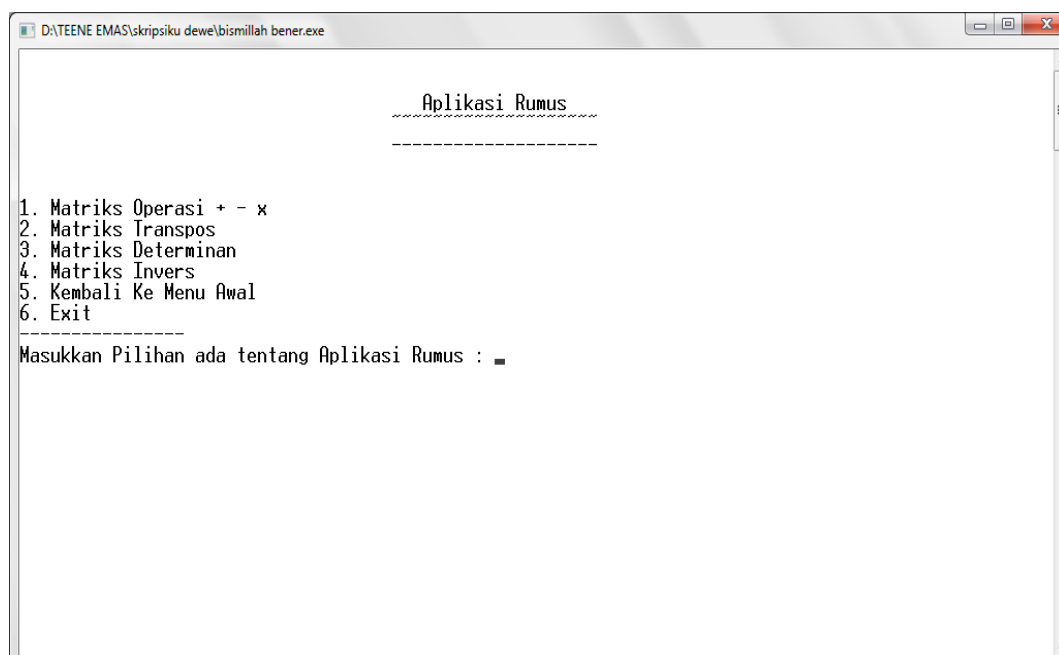 D:\TEENE EMAS\skripsiku dewe\bismillah bener.exe
Aplikasi Rumus
~~~~~~~~~~~~~~~~~~~~
--------------------
1. Matriks Operasi + - x
2. Matriks Transpos
3. Matriks Determinan
4. Matriks Invers
5. Kembali Ke Menu Awal
6. Exit
----------------
Masukkan Pilihan ada tentang Aplikasi Rumus : _